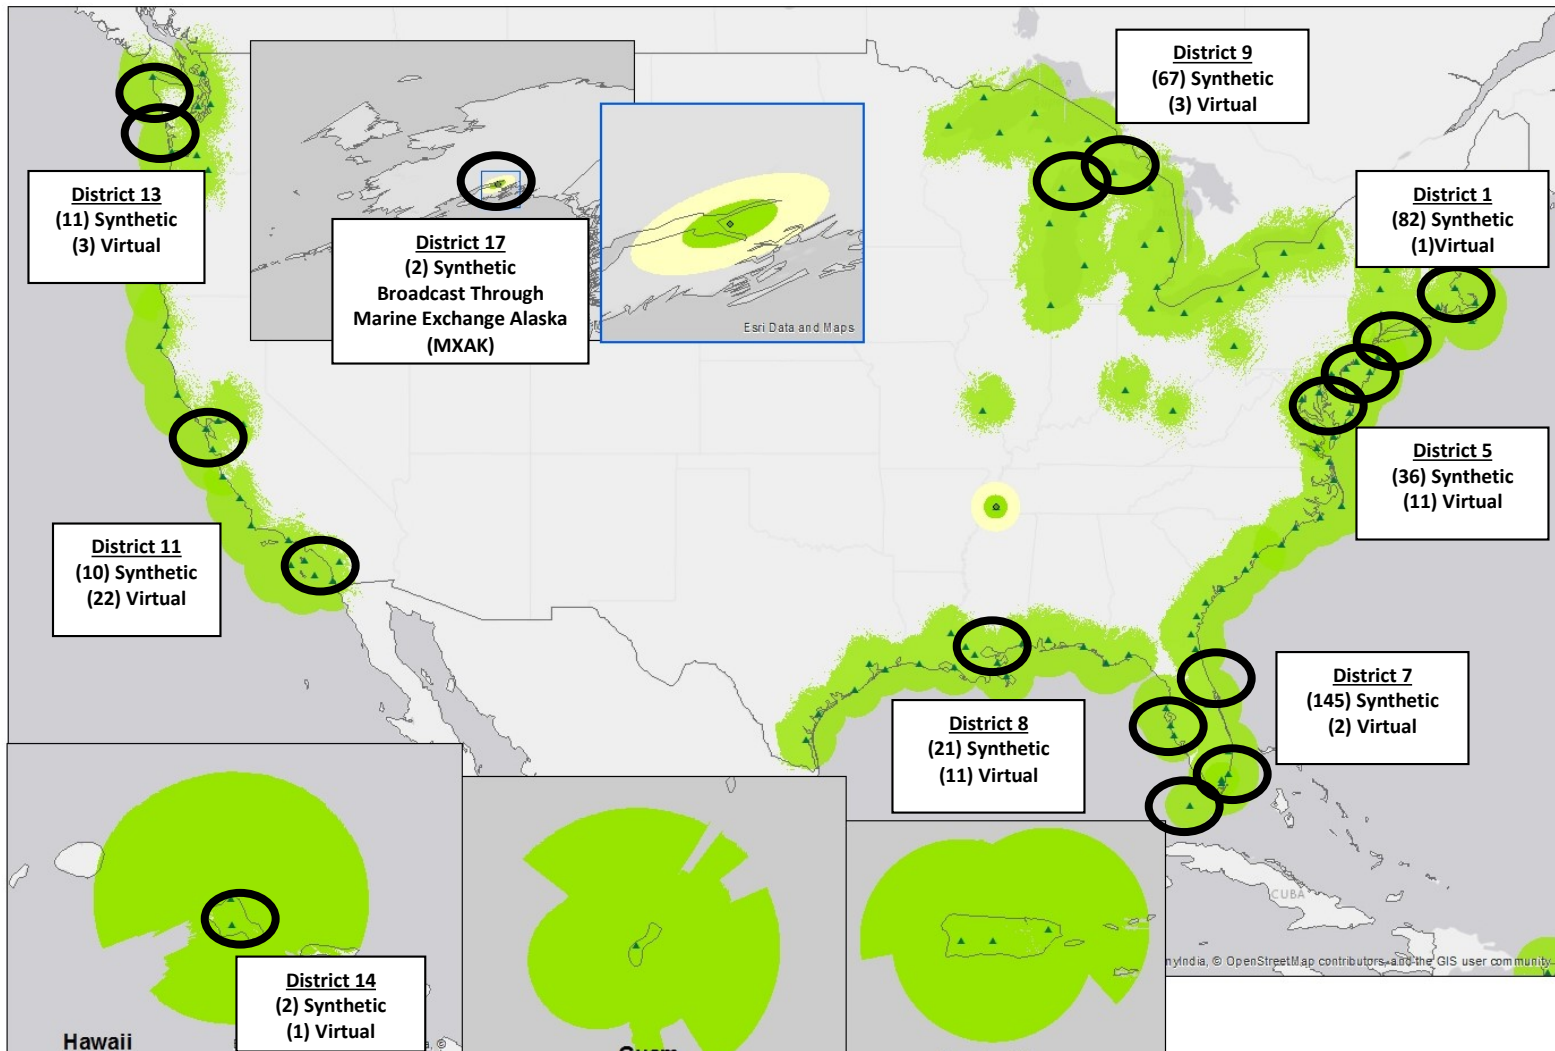 District 9
(67) Synthetic
(3) Virtual
District 13
(11) Synthetic
(3) Virtual
District 17
(2) Synthetic
Broadcast Through
Marine Exchange Alaska
(MXAK)
Esri Data and Maps
District 1
(82) Synthetic
(1)Virtual
District 5
(36) Synthetic
(11) Virtual
District 11
(10) Synthetic
(22) Virtual
District 7
(145) Synthetic
(2) Virtual
District 8
(21) Synthetic
(11) Virtual
CUBA
© OpenStreetMap contributors, and the GIS user community
District 14
(2) Synthetic
(1) Virtual
Hawaii
Guam